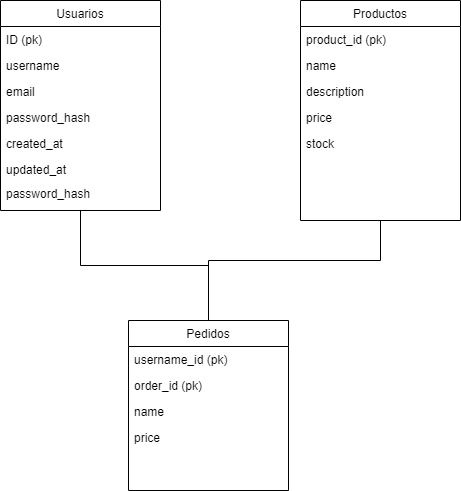 Usuarios
ID (pk)
username
email
password_hash
created_at
updated_at
password_hash
Productos
product_id (pk)
name
description
price
stock
Pedidos
username_id (pk)
order_id (pk)
name
price